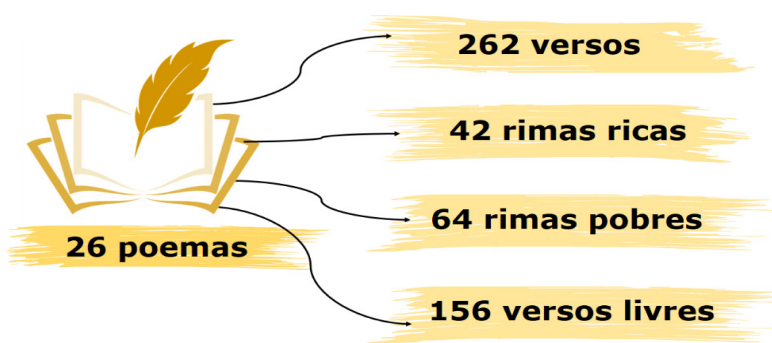 262 versos
42 rimas ricas
64 rimas pobres
26 poemas
156 versos livres